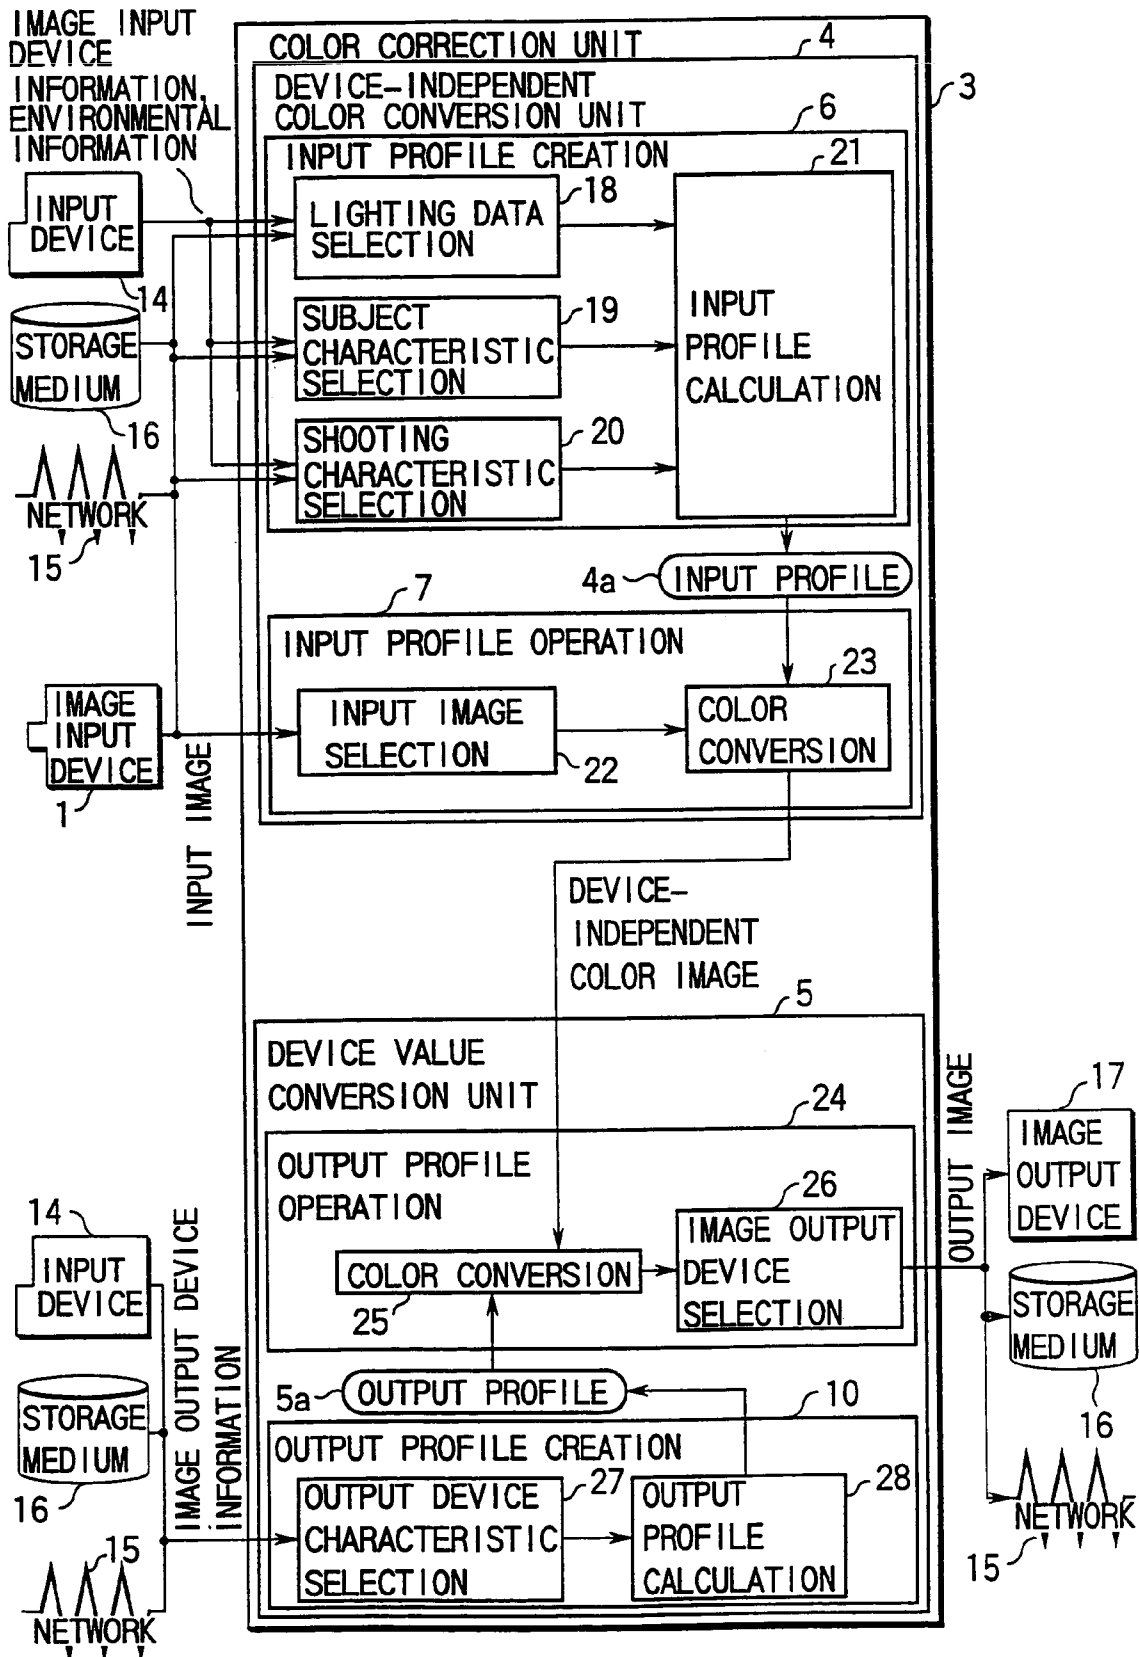 IMAGE INPUT
DEVICE
INFORMATION,
ENVIRONMENTAL
INFORMATION
COLOR CORRECTION UNIT
4
DEVICE-INDEPENDENT
COLOR CONVERSION UNIT
3
6
INPUT PROFILE CREATION
21
INPUT
DEVICE
14
LIGHTING DATA
SELECTION
18
STORAGE
MEDIUM
16
SUBJECT
CHARACTERISTIC
SELECTION
19
INPUT
PROFILE
CALCULATION
SHOOTING
CHARACTERISTIC
SELECTION
20
NETWORK
15
4a
INPUT PROFILE
7
INPUT PROFILE OPERATION
23
IMAGE
INPUT
DEVICE
1
INPUT IMAGE
INPUT IMAGE
SELECTION
22
COLOR
CONVERSION
DEVICE-
INDEPENDENT
COLOR IMAGE
5
DEVICE VALUE
CONVERSION UNIT
24
OUTPUT PROFILE
OPERATION
26
IMAGE OUTPUT
DEVICE
SELECTION
COLOR CONVERSION
25
OUTPUT IMAGE
17
IMAGE
OUTPUT
DEVICE
STORAGE
MEDIUM
16
NETWORK
15
14
INPUT
DEVICE
STORAGE
MEDIUM
16
15
NETWORK
IMAGE OUTPUT DEVICE
INFORMATION
5a
OUTPUT PROFILE
10
OUTPUT PROFILE CREATION
OUTPUT DEVICE
CHARACTERISTIC
SELECTION
27
OUTPUT
PROFILE
CALCULATION
28